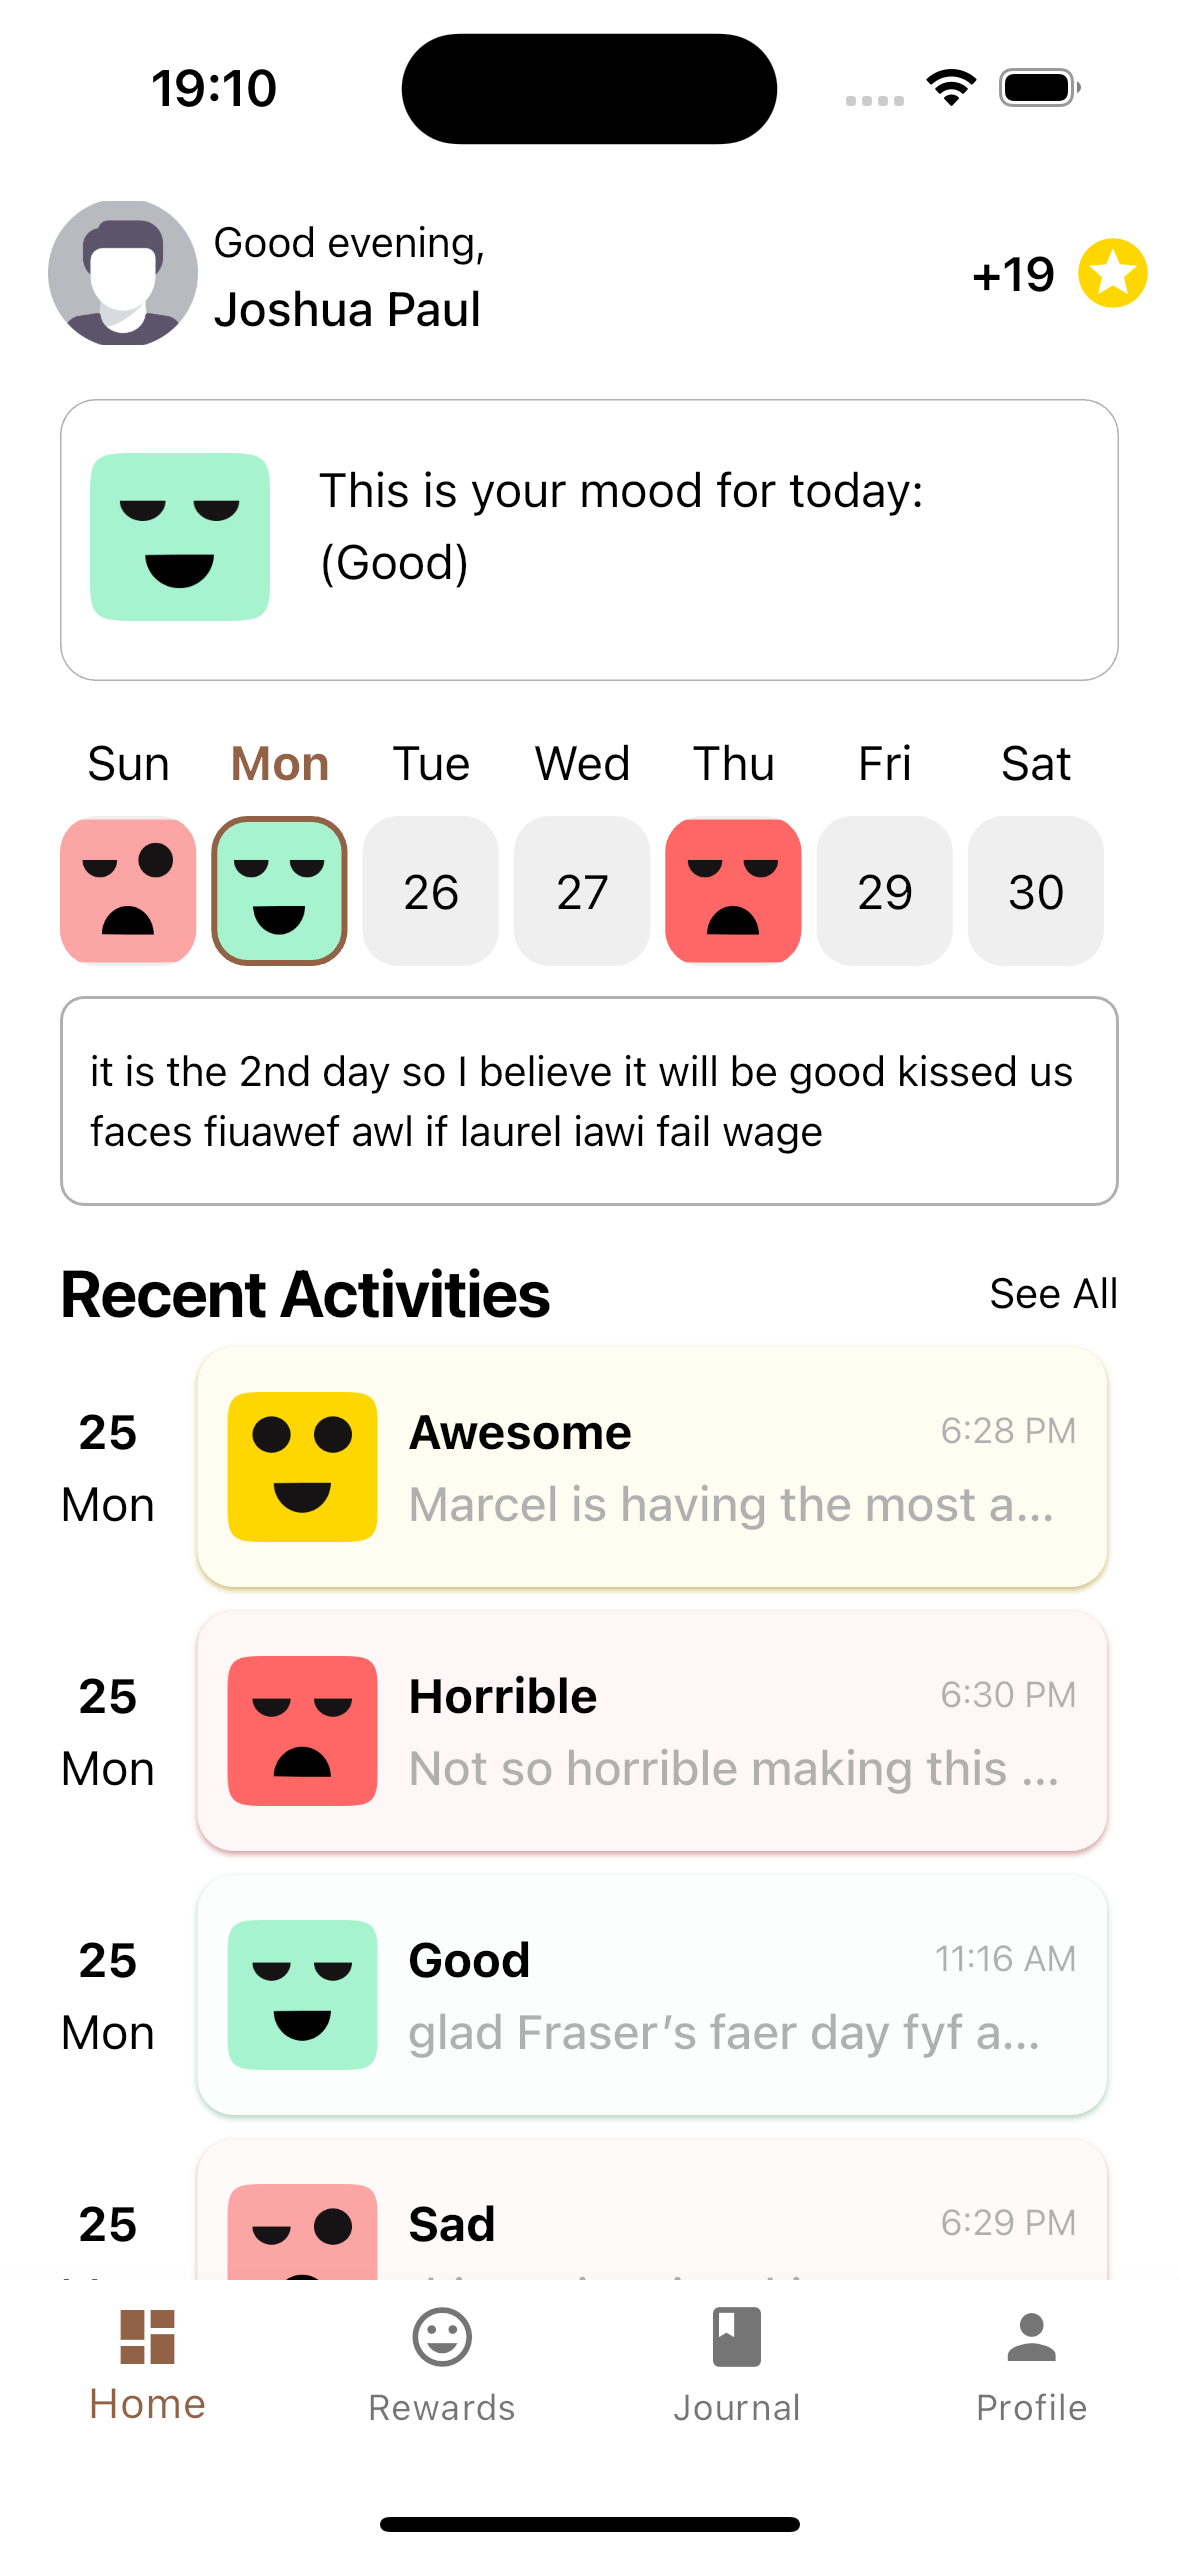 19:10
Good evening,
Joshua Paul
+19
This is your mood for today:
(Good)
Sun Mon Tue Wed Thu Fri Sat
26 27 29 30
it is the 2nd day so I believe it will be good kissed us
faces fiuawef awl if laurel iawi fail wage
Recent Activities See All
25
Mon
Awesome 6:28 PM
Marcel is having the most a...
25
Mon
Horrible 6:30 PM
Not so horrible making this ...
25
Mon
Good 11:16 AM
glad Fraser’s faer day fyf a...
25
Sad 6:29 PM
Home Rewards Journal Profile